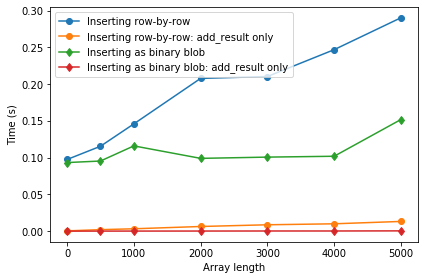 0.30
0.25
0.20
0.15
0.10
0.05
0.00
Time (s)
Inserting row-by-row
Inserting row-by-row: add_result only
Inserting as binary blob
Inserting as binary blob: add_result only
0 1000 2000 3000 4000 5000
Array length